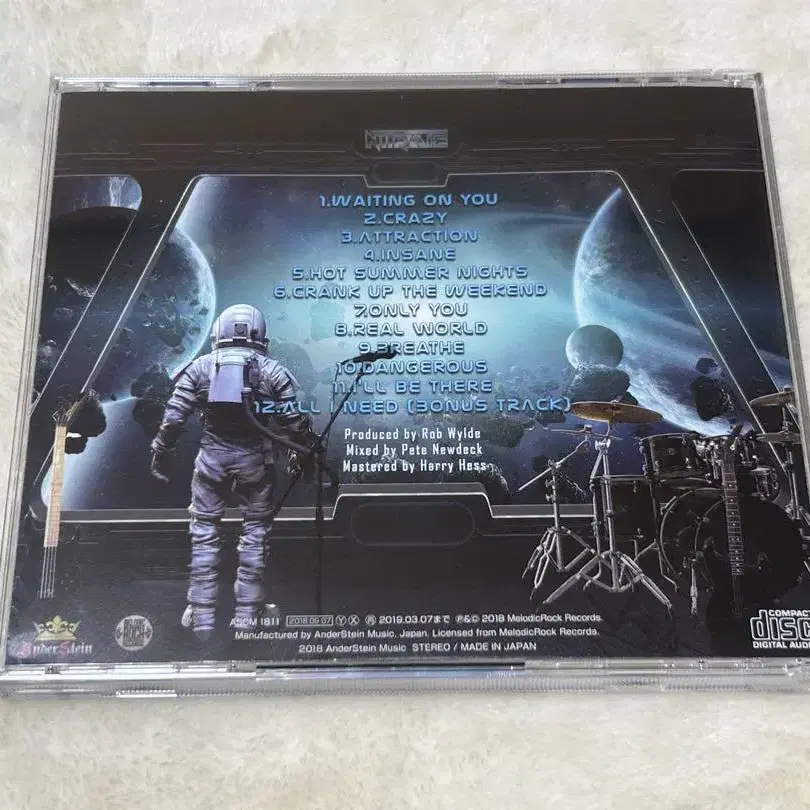 NITRATE
1.WAITING ON YOU
2.CRAZY
3.ATTRACTION
4.INSANE
5.HOT SUMMER NIGHTS
6.CRANK UP THE WEEKEND
7.ONLY YOU
8.REAL WORLD
9.BREATHE
10.DANGEROUS
11.I'LL BE THERE
12.ALL I NEED (BONUS TRACK)
Produced by Rob Wylde
Mixed by Pete Newdeck
Mastered by Harry Hess
AnderStein
ASCM 1811 2018.09.07 Y X R 2019.03.07まで P&C 2018 MelodicRock Records.
Manufactured by AnderStein Music, Japan. Licensed from MelodicRock Records.
2018 AnderStein Music STEREO / MADE IN JAPAN
COMPACT
disc
DIGITAL AUDIO